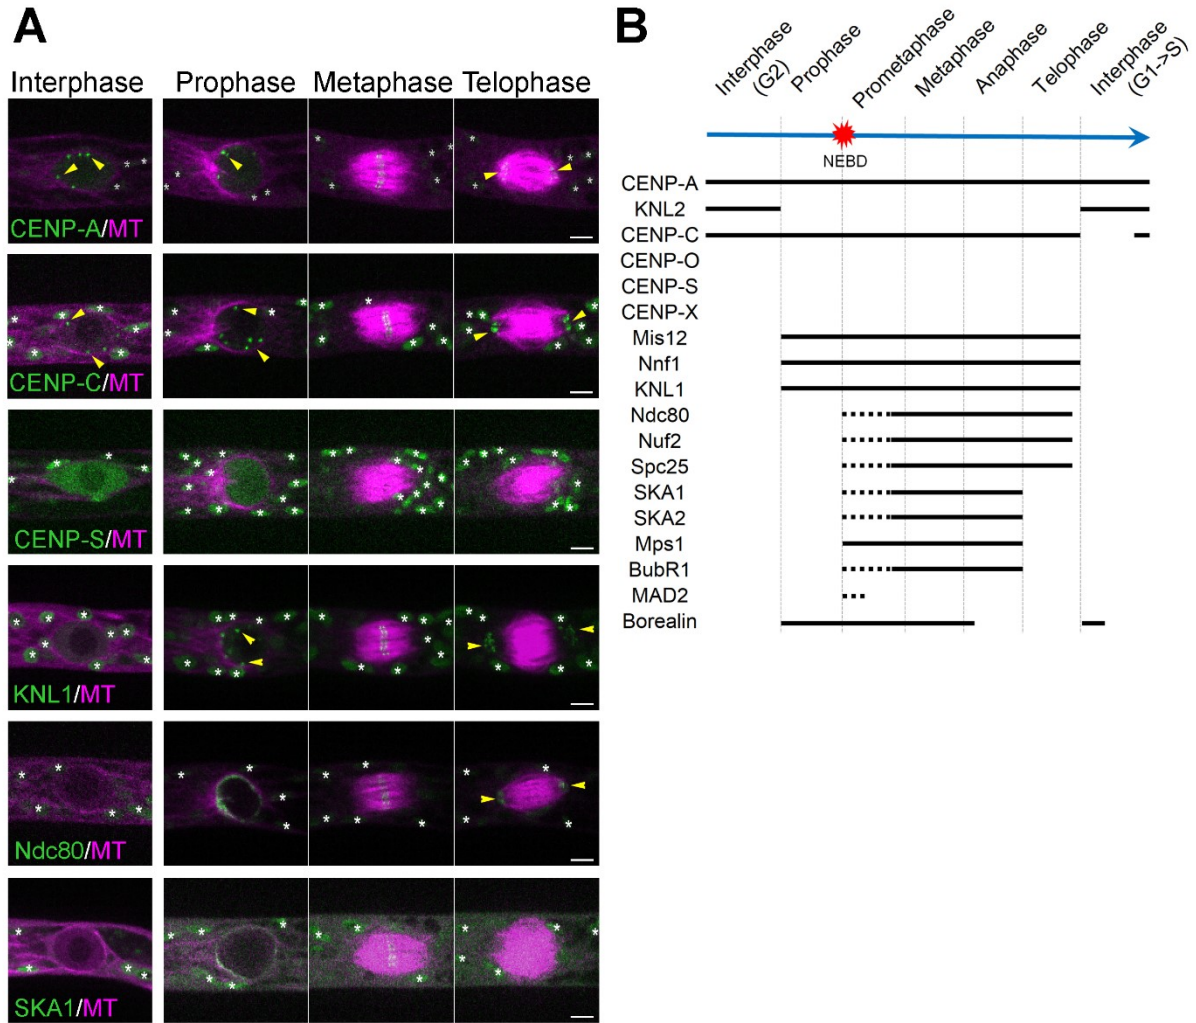 A
Interphase
Prophase
Metaphase
Telophase
CENP-A/MT
CENP-C/MT
CENP-S/MT
KNL1/MT
Ndc80/MT
SKA1/MT
B
Interphase
(G2)
Prophase
Prometaphase
Metaphase
Anaphase
Telophase
Interphase
(G1->S)
NEBD
CENP-A
KNL2
CENP-C
CENP-O
CENP-S
CENP-X
Mis12
Nnf1
KNL1
Ndc80
Nuf2
Spc25
SKA1
SKA2
Mps1
BubR1
MAD2
Borealin